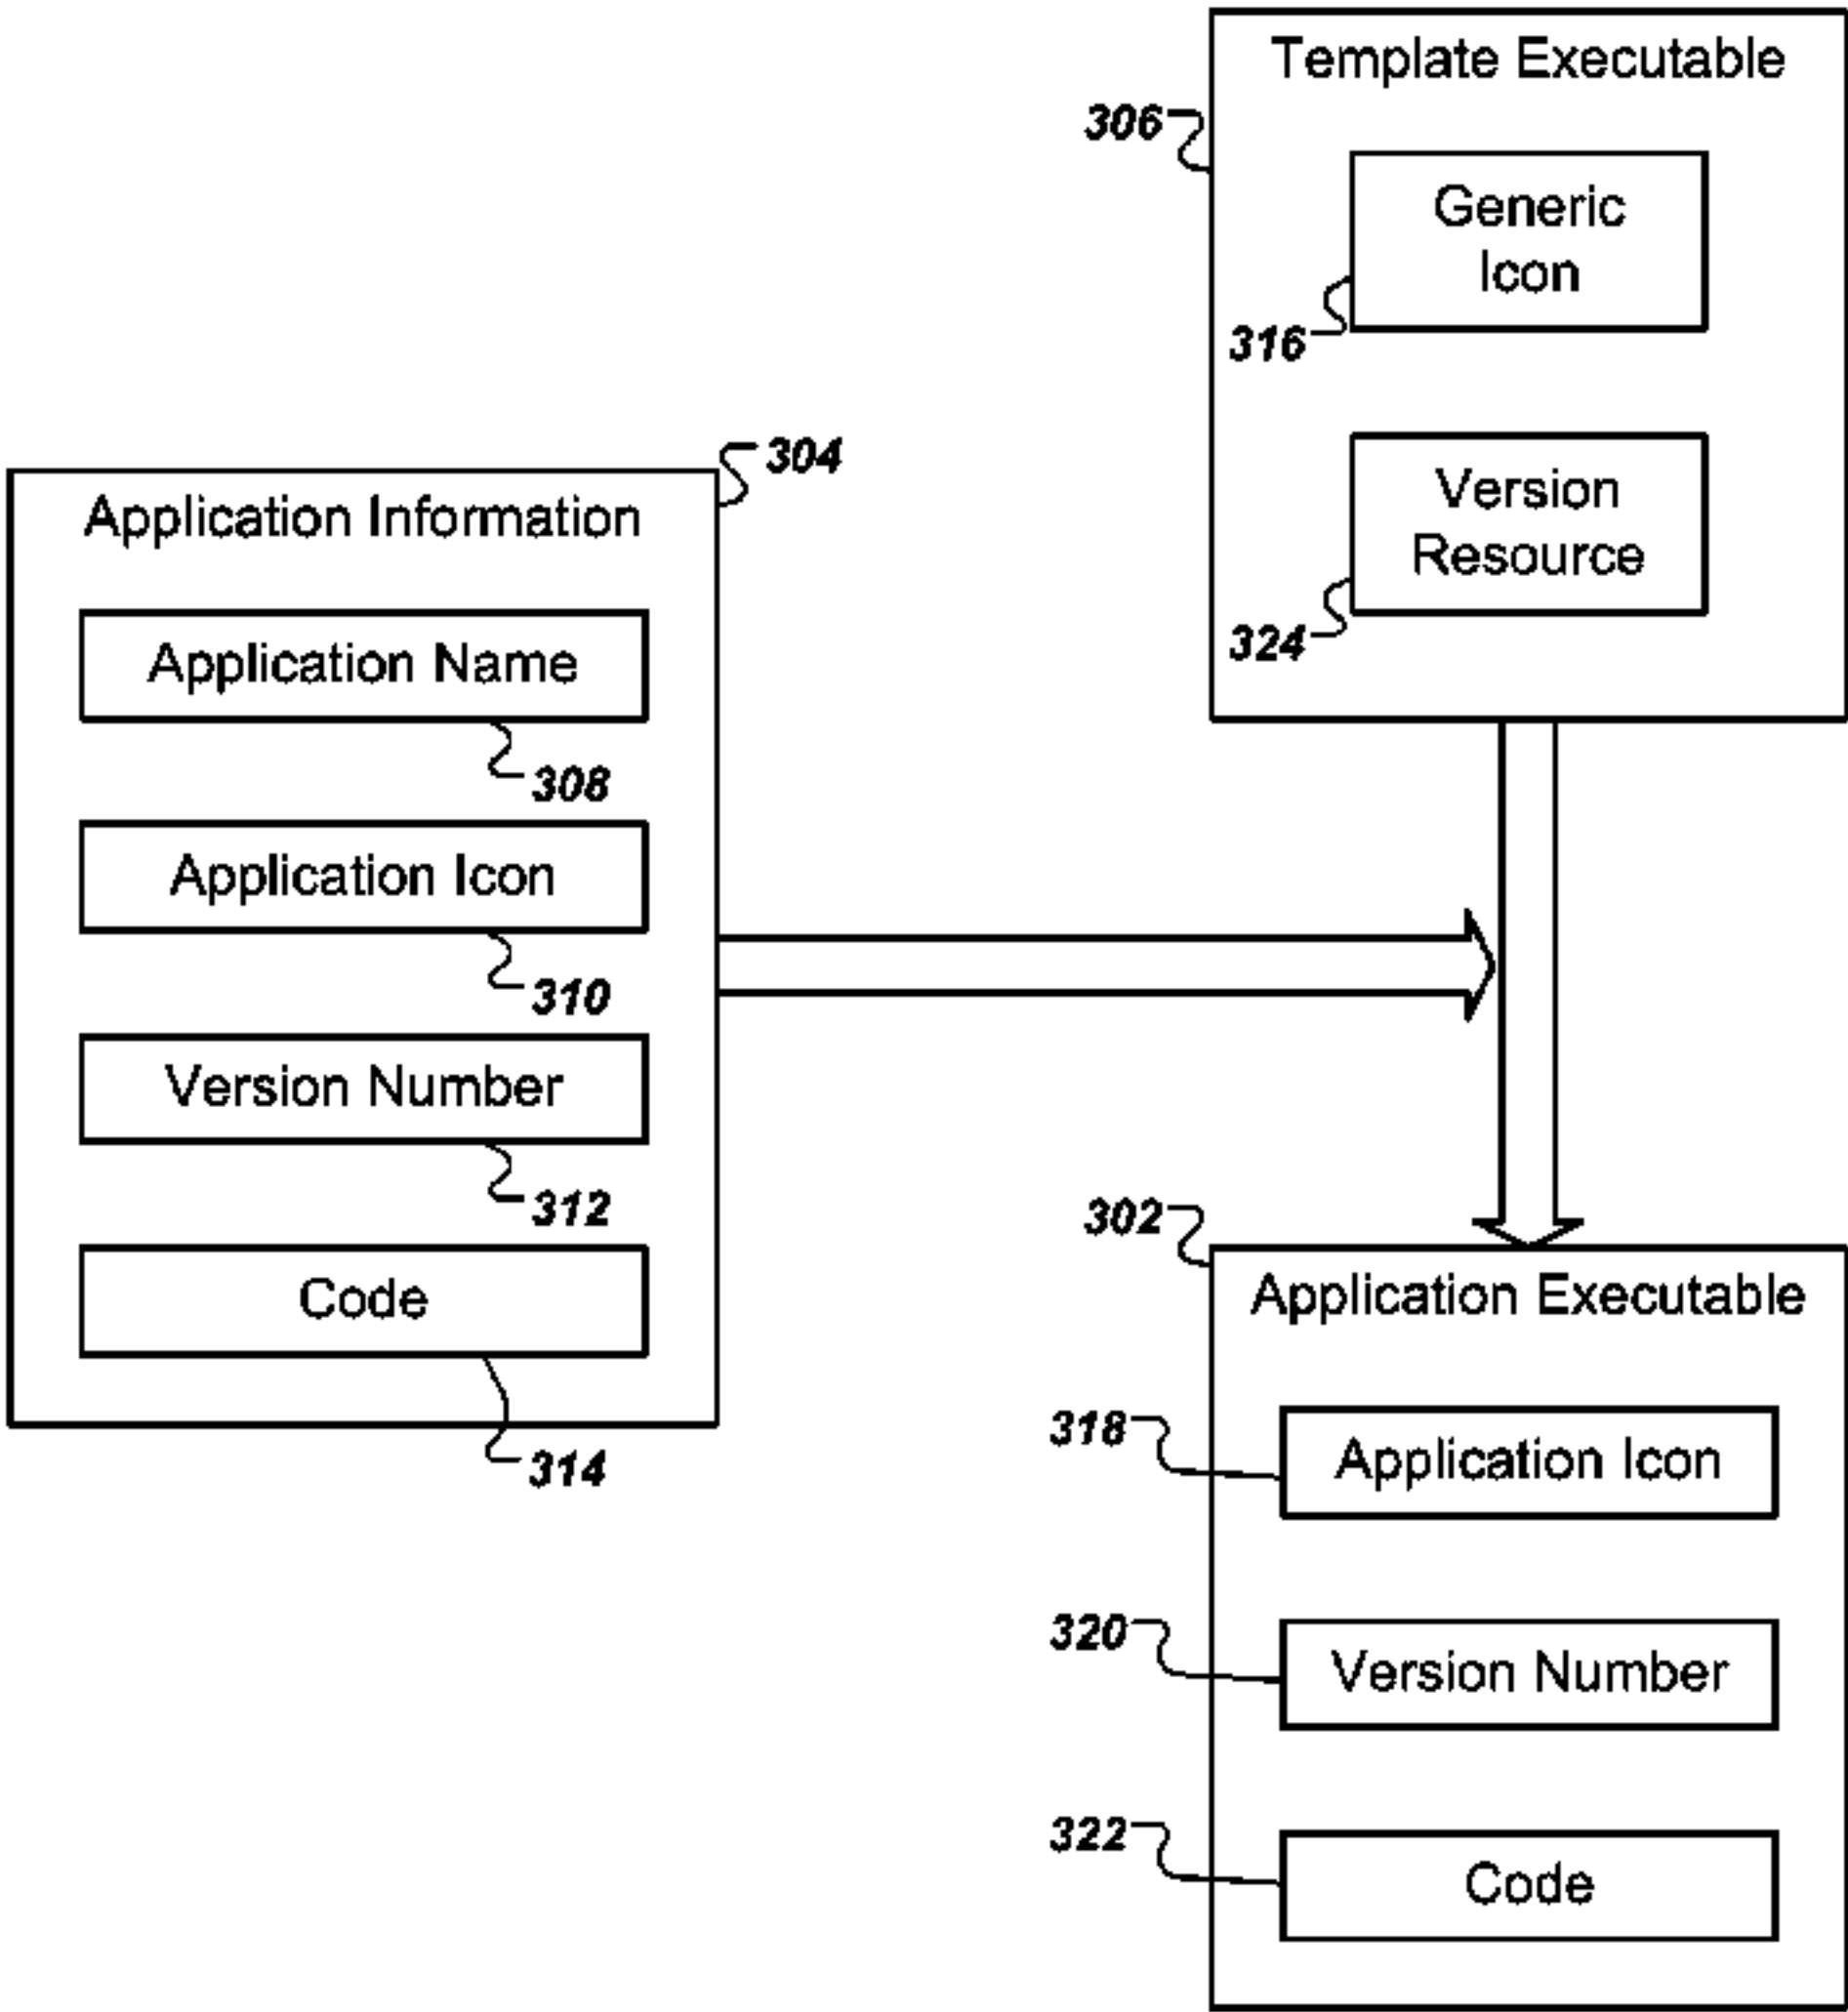 Template Executable
306
Generic
Icon
316
Version
Resource
324
304
Application Information
Application Name
308
Application Icon
310
Version Number
312
Code
314
302
Application Executable
318
Application Icon
320
Version Number
322
Code